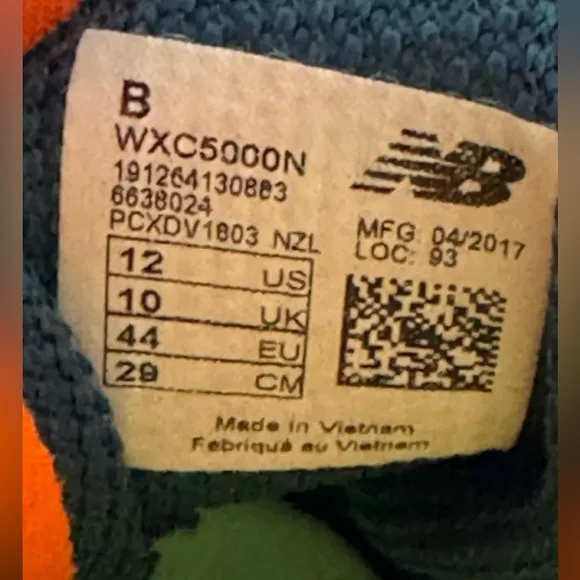 B
WXC5000N
191264130883
6638024
PCXDV1803 NZL
12 US
10 UK
44 EU
29 CM
NB
MFG: 04/2017
LOC: 93
Made in Vietnam
Fabriqué au Vietnam